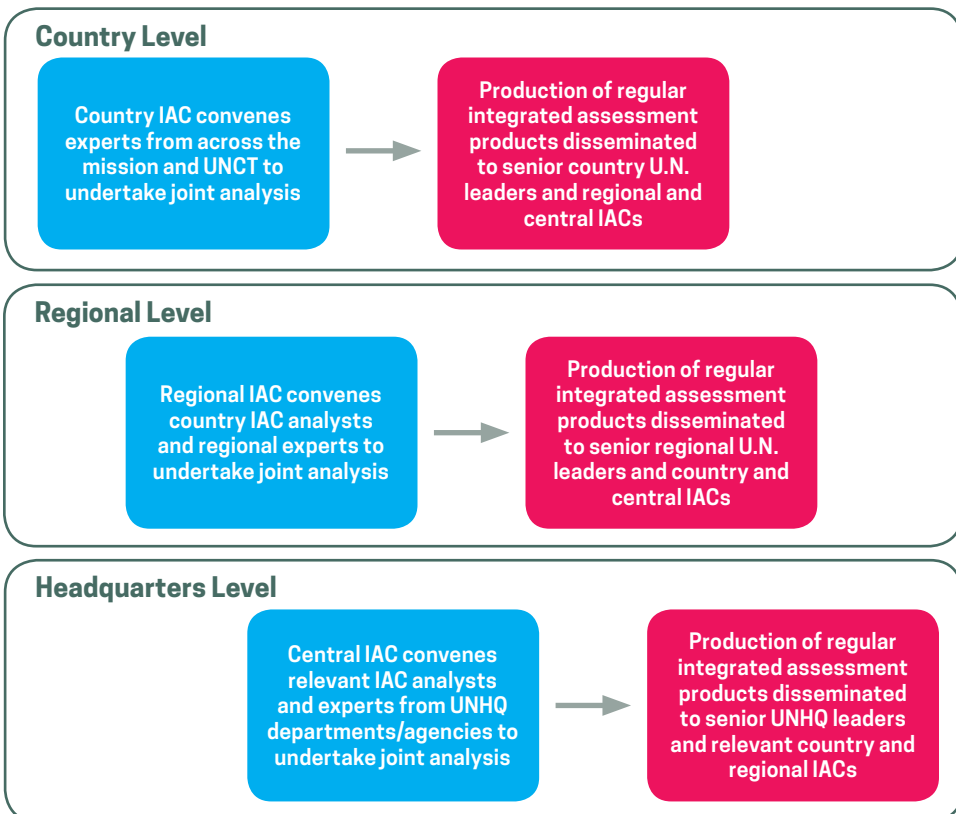 Country Level
Country IAC convenes
experts from across the
mission and UNCT to
undertake joint analysis
Production of regular
integrated assessment
products disseminated
to senior country U.N.
leaders and regional and
central IACs
Regional Level
Regional IAC convenes
country IAC analysts
and regional experts to
undertake joint analysis
Production of regular
integrated assessment
products disseminated
to senior regional U.N.
leaders and country and
central IACs
Headquarters Level
Central IAC convenes
relevant IAC analysts
and experts from UNHQ
departments/agencies to
undertake joint analysis
Production of regular
integrated assessment
products disseminated
to senior UNHQ leaders
and relevant country and
regional IACs